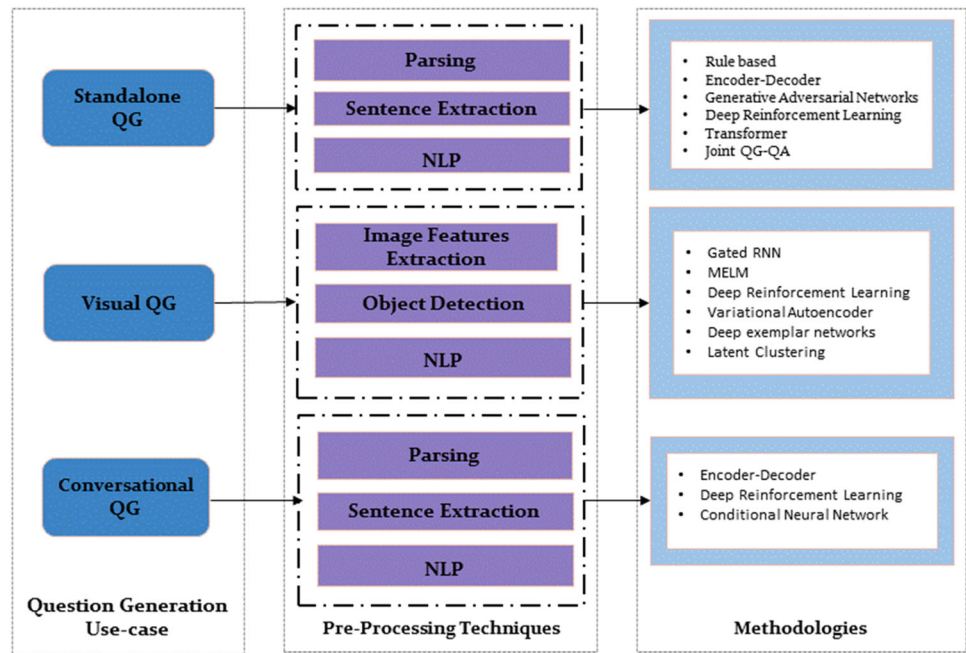 Standalone
QG
Parsing
Sentence Extraction
NLP
• Rule based
• Encoder-Decoder
• Generative Adversarial Networks
• Deep Reinforcement Learning
• Transformer
• Joint QG-QA
Visual QG
Image Features
Extraction
Object Detection
NLP
• Gated RNN
• MELM
• Deep Reinforcement Learning
• Variational Autoencoder
• Deep exemplar networks
• Latent Clustering
Conversational
QG
Parsing
Sentence Extraction
NLP
• Encoder-Decoder
• Deep Reinforcement Learning
• Conditional Neural Network
Question Generation
Use-case
Pre-Processing Techniques
Methodologies